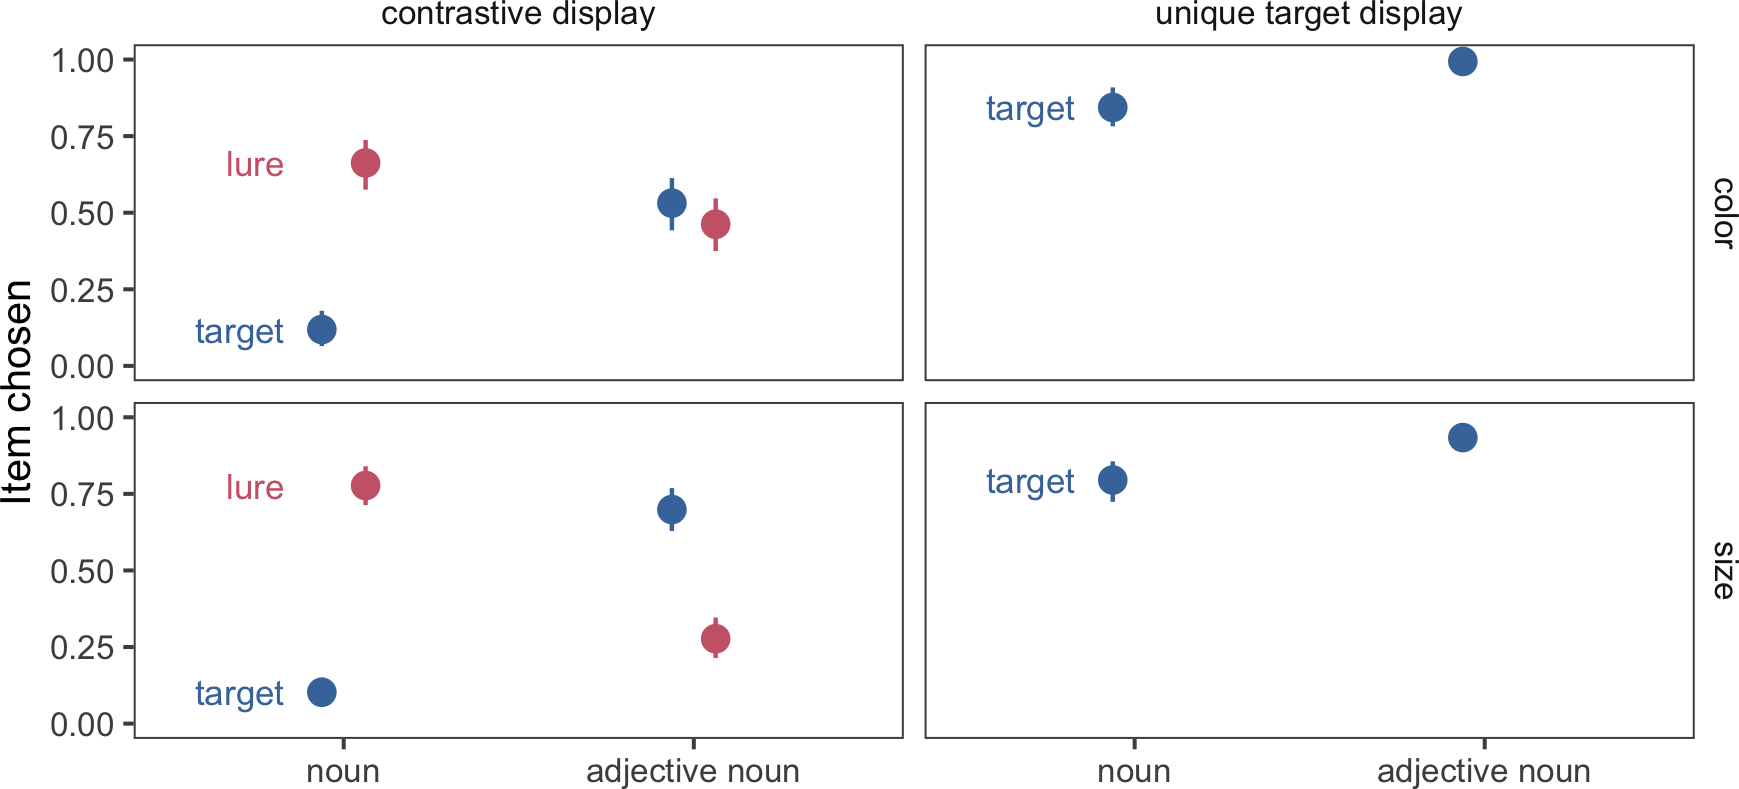 contrastive display
unique target display
1.00
0.75
0.50
0.25
0.00
lure
target
target
color
Item chosen
1.00
0.75
0.50
0.25
0.00
lure
target
target
size
noun
adjective noun
noun
adjective noun